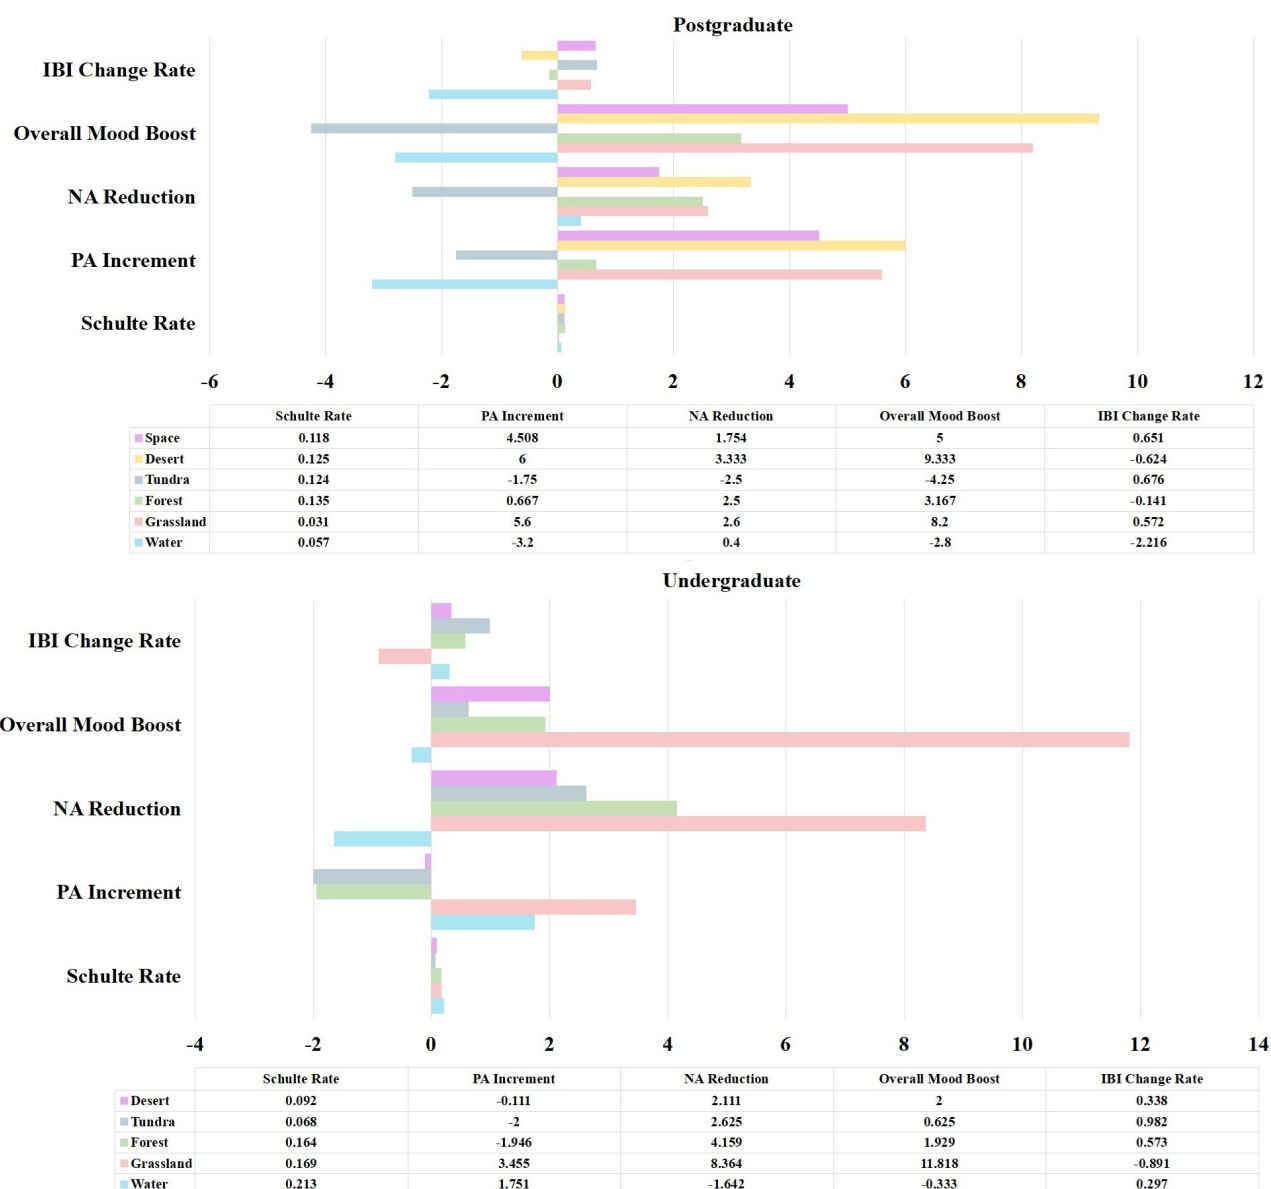 Postgraduate
IBI Change Rate
Overall Mood Boost
NA Reduction
PA Increment
Schulte Rate
-6 -4 -2 0 2 4 6 8 10 12
Schulte Rate PA Increment NA Reduction Overall Mood Boost IBI Change Rate
Space 0.118 4.508 1.754 5 0.651
Desert 0.125 6 3.333 9.333 -0.624
Tundra 0.124 -1.75 -2.5 -4.25 0.676
Forest 0.135 0.667 2.5 3.167 -0.141
Grassland 0.031 5.6 2.6 8.2 0.572
Water 0.057 -3.2 0.4 -2.8 -2.216
Undergraduate
IBI Change Rate
Overall Mood Boost
NA Reduction
PA Increment
Schulte Rate
-4 -2 0 2 4 6 8 10 12 14
Schulte Rate PA Increment NA Reduction Overall Mood Boost IBI Change Rate
Desert 0.092 -0.111 2.111 2 0.338
Tundra 0.068 -2 2.625 0.625 0.982
Forest 0.164 -1.946 4.159 1.929 0.573
Grassland 0.169 3.455 8.364 11.818 -0.891
Water 0.213 1.751 -1.642 -0.333 0.297